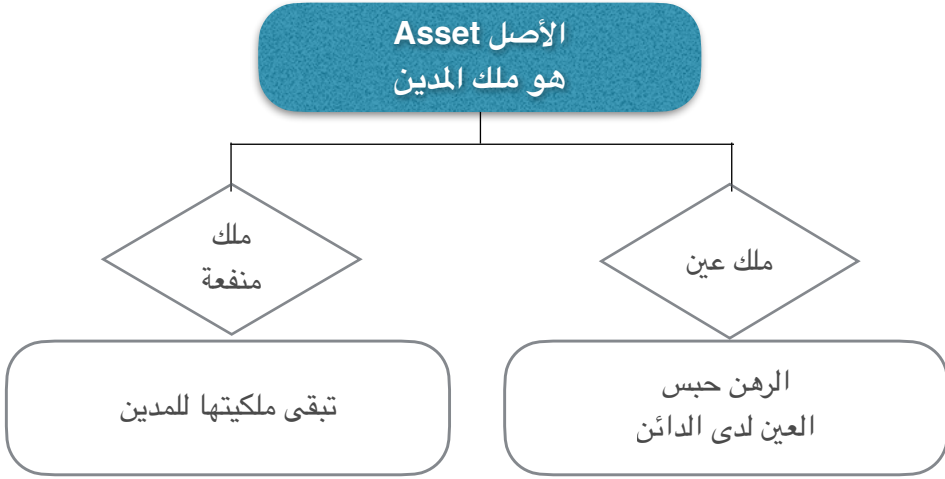 الأصل Asset
هو ملك المدين
ملك عين
ملك
منفعة
الرهن حبس
العين لدى الدائن
تبقى ملكيتها للمدين